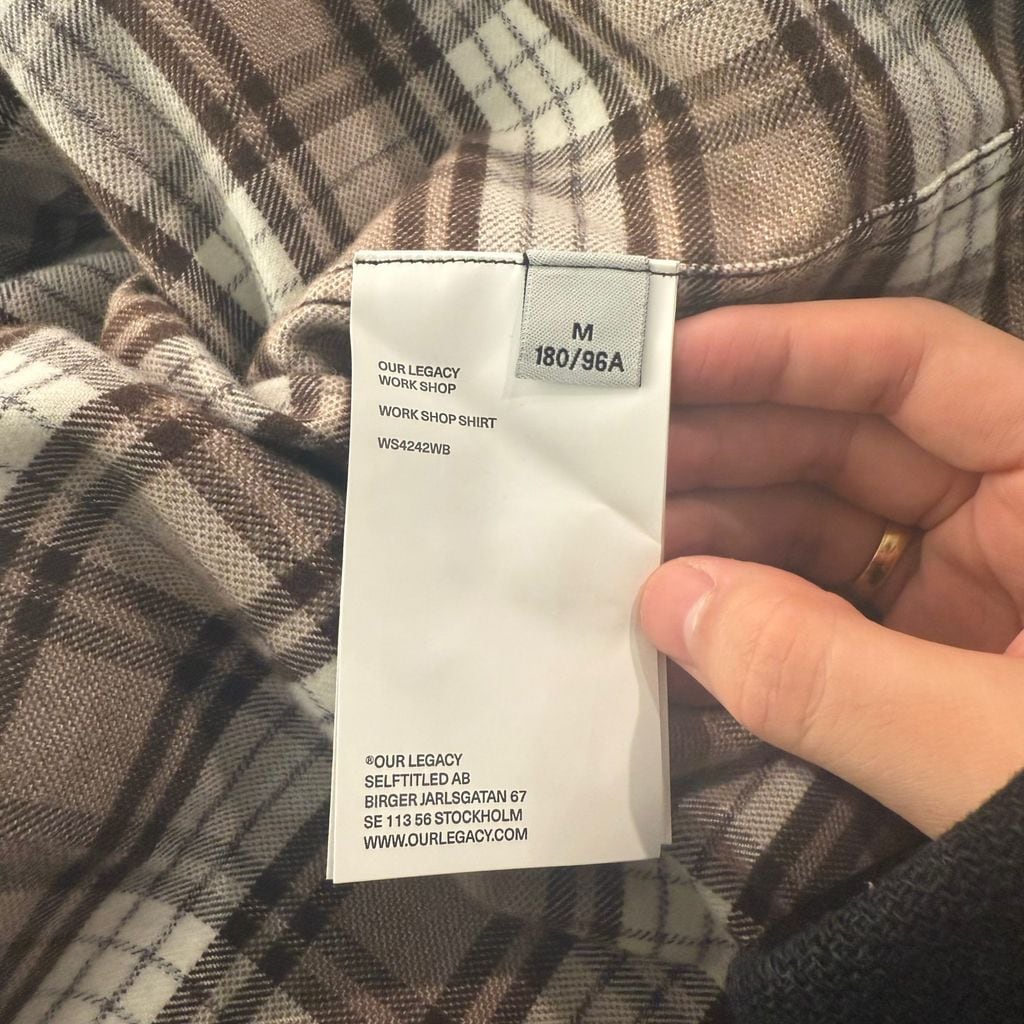 M
180/96A
OUR LEGACY
WORK SHOP
WORK SHOP SHIRT
WS4242WB
®OUR LEGACY
SELFTITLED AB
BIRGER JARLSGATAN 67
SE 113 56 STOCKHOLM
WWW.OURLEGACY.COM